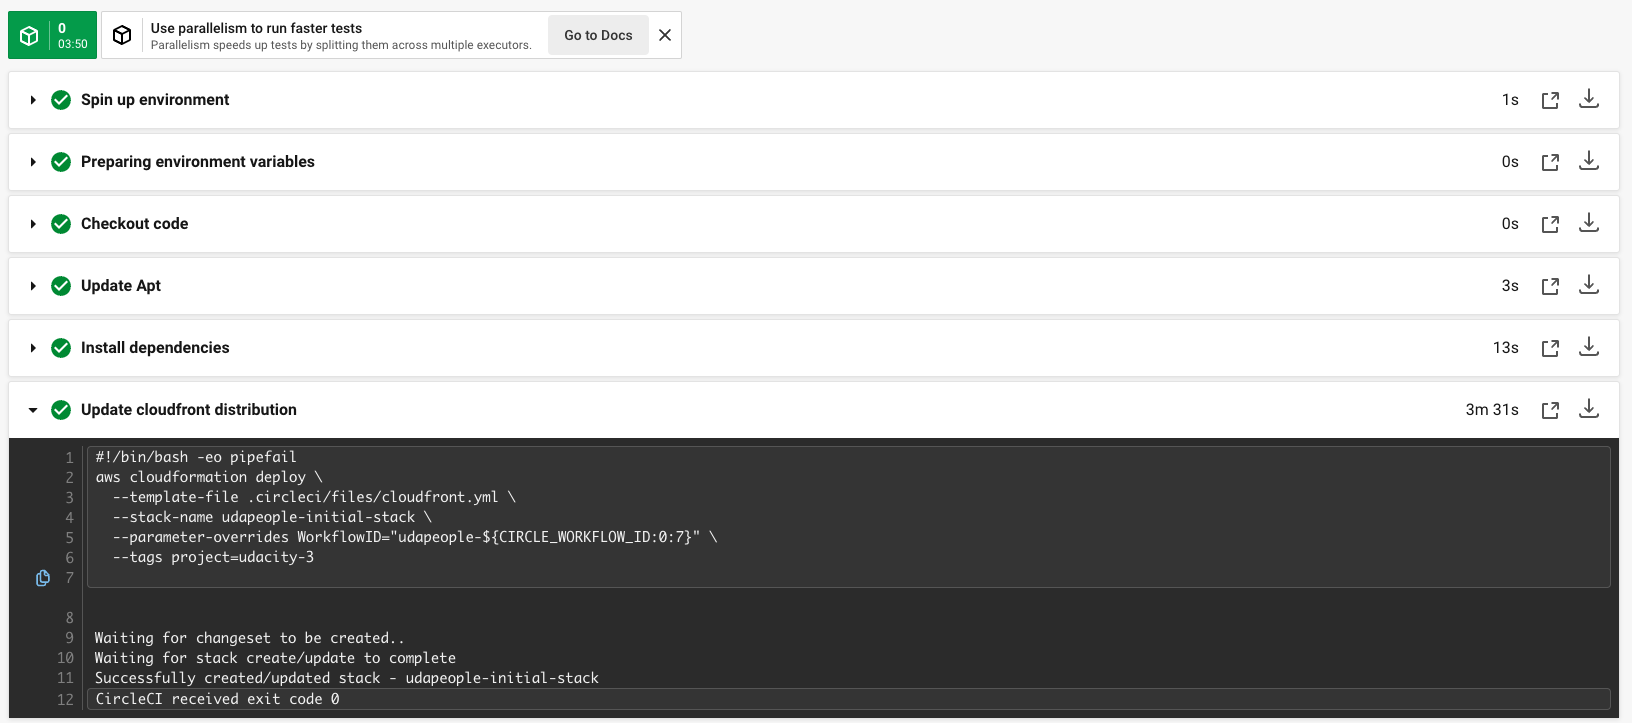 0
03:50
Use parallelism to run faster tests
Parallelism speeds up tests by splitting them across multiple executors.
Go to Docs
Spin up environment 1s
Preparing environment variables 0s
Checkout code 0s
Update Apt 3s
Install dependencies 13s
Update cloudfront distribution 3m 31s
1 #!/bin/bash -eo pipefail
2 aws cloudformation deploy \
3   --template-file .circleci/files/cloudfront.yml \
4   --stack-name udapeople-initial-stack \
5   --parameter-overrides WorkflowID="udapeople-${CIRCLE_WORKFLOW_ID:0:7}" \
6   --tags project=udacity-3
7
8
9 Waiting for changeset to be created..
10 Waiting for stack create/update to complete
11 Successfully created/updated stack - udapeople-initial-stack
12 CircleCI received exit code 0